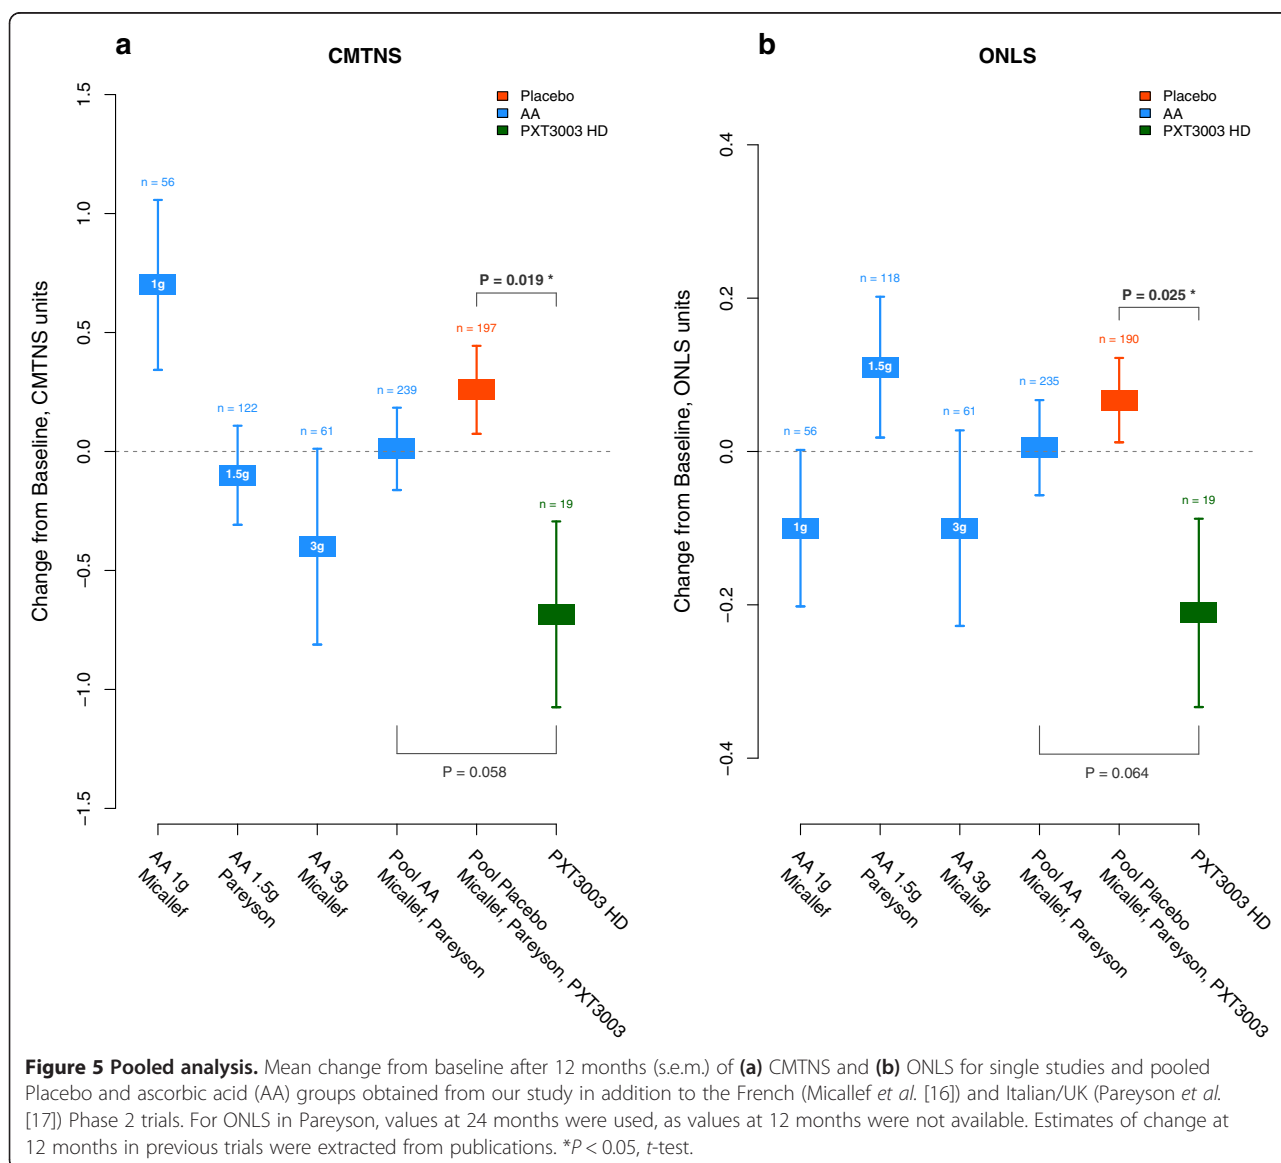 a
CMTNS
Placebo
AA
PXT3003 HD
Change from Baseline, CMTNS units
1.5
1.0
0.5
0.0
−0.5
−1.0
−1.5
n = 56
1g
n = 122
1.5g
n = 61
3g
n = 239
n = 197
P = 0.019 *
n = 19
P = 0.058
AA 1g
Micallef
AA 1.5g
Pareyson
AA 3g
Micallef
Pool AA
Micallef, Pareyson
Pool Placebo
Micallef, Pareyson, PXT3003
PXT3003 HD
b
ONLS
Placebo
AA
PXT3003 HD
Change from Baseline, ONLS units
0.4
0.2
0.0
−0.2
−0.4
n = 56
1g
n = 118
1.5g
n = 61
3g
n = 235
n = 190
P = 0.025 *
n = 19
P = 0.064
AA 1g
Micallef
AA 1.5g
Pareyson
AA 3g
Micallef
Pool AA
Micallef, Pareyson
Pool Placebo
Micallef, Pareyson, PXT3003
PXT3003 HD
Figure 5 Pooled analysis. Mean change from baseline after 12 months (s.e.m.) of (a) CMTNS and (b) ONLS for single studies and pooled
Placebo and ascorbic acid (AA) groups obtained from our study in addition to the French (Micallef et al. [16]) and Italian/UK (Pareyson et al.
[17]) Phase 2 trials. For ONLS in Pareyson, values at 24 months were used, as values at 12 months were not available. Estimates of change at
12 months in previous trials were extracted from publications. *P < 0.05, t-test.